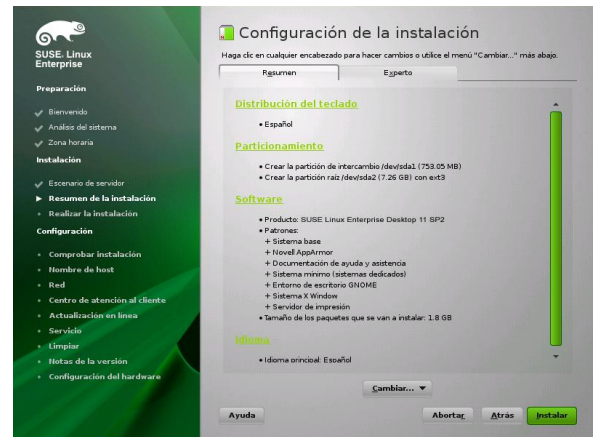 SUSE. Linux
Enterprise
Preparación
Bienvenido
Análisis del sistema
Zona horaria
Instalación
Escenario de servidor
Resumen de la instalación
Realizar la instalación
Configuración
Comprobar instalación
Nombre de host
Red
Centro de atención al cliente
Actualización en línea
Servicio
Limpiar
Notas de la versión
Configuración del hardware
Configuración de la instalación
Haga clic en cualquier encabezado para hacer cambios o utilice el menú "Cambiar..." más abajo.
Resumen Experto
Distribución del teclado
• Español
Particionamiento
• Crear la partición de intercambio /dev/sda1 (753.05 MB)
• Crear la partición raíz /dev/sda2 (7.26 GB) con ext3
Software
• Producto: SUSE Linux Enterprise Desktop 11 SP2
• Patrones:
+ Sistema base
+ Novell AppArmor
+ Documentación de ayuda y asistencia
+ Sistema mínimo (sistemas dedicados)
+ Entorno de escritorio GNOME
+ Sistema X Window
+ Servidor de impresión
• Tamaño de los paquetes que se van a instalar: 1.8 GB
Idioma
• Idioma principal: Español
Cambiar...
Ayuda Abortar Atrás Instalar